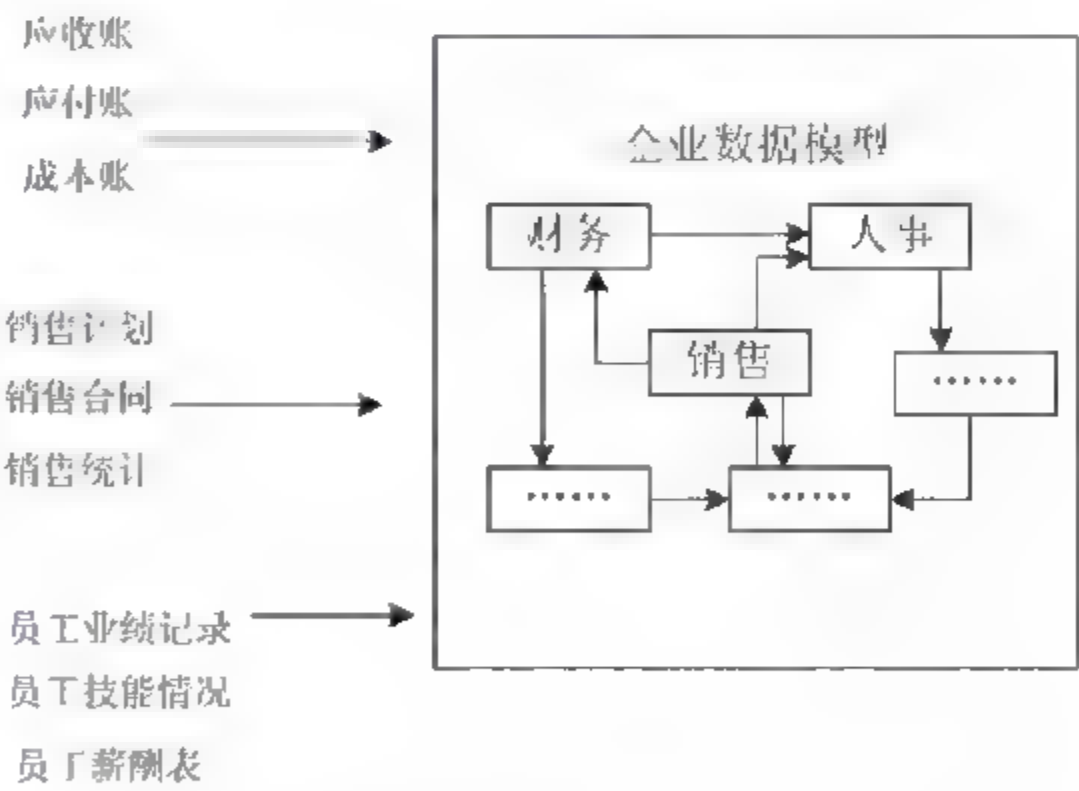 应收账
应付账
成本账
企业数据模型
财务
人事
销售
……
……
……
销售计划
销售合同
销售统计
员工业绩记录
员工技能情况
员工薪酬表